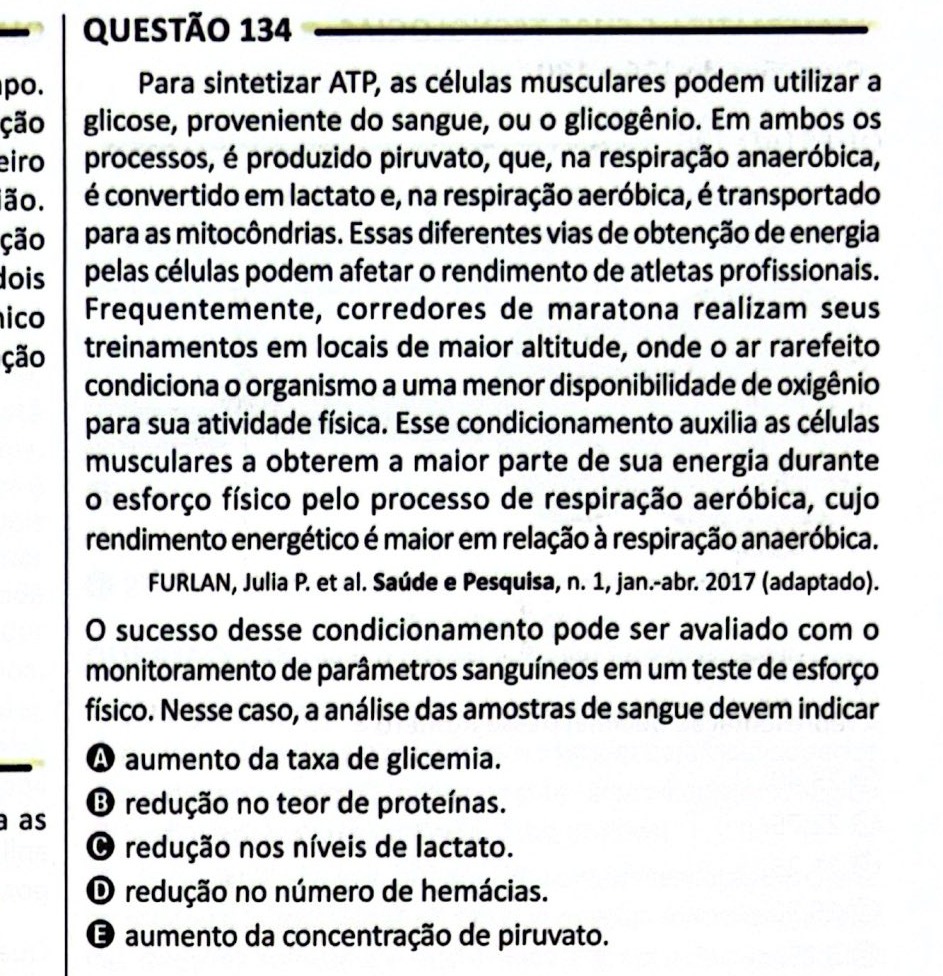 QUESTÃO 134
Para sintetizar ATP, as células musculares podem utilizar a
glicose, proveniente do sangue, ou o glicogênio. Em ambos os
processos, é produzido piruvato, que, na respiração anaeróbica,
é convertido em lactato e, na respiração aeróbica, é transportado
para as mitocôndrias. Essas diferentes vias de obtenção de energia
pelas células podem afetar o rendimento de atletas profissionais.
Frequentemente, corredores de maratona realizam seus
treinamentos em locais de maior altitude, onde o ar rarefeito
condiciona o organismo a uma menor disponibilidade de oxigênio
para sua atividade física. Esse condicionamento auxilia as células
musculares a obterem a maior parte de sua energia durante
o esforço físico pelo processo de respiração aeróbica, cujo
rendimento energético é maior em relação à respiração anaeróbica.
FURLAN, Julia P. et al. Saúde e Pesquisa, n. 1, jan.-abr. 2017 (adaptado).
O sucesso desse condicionamento pode ser avaliado com o
monitoramento de parâmetros sanguíneos em um teste de esforço
físico. Nesse caso, a análise das amostras de sangue devem indicar
A aumento da taxa de glicemia.
B redução no teor de proteínas.
C redução nos níveis de lactato.
D redução no número de hemácias.
E aumento da concentração de piruvato.